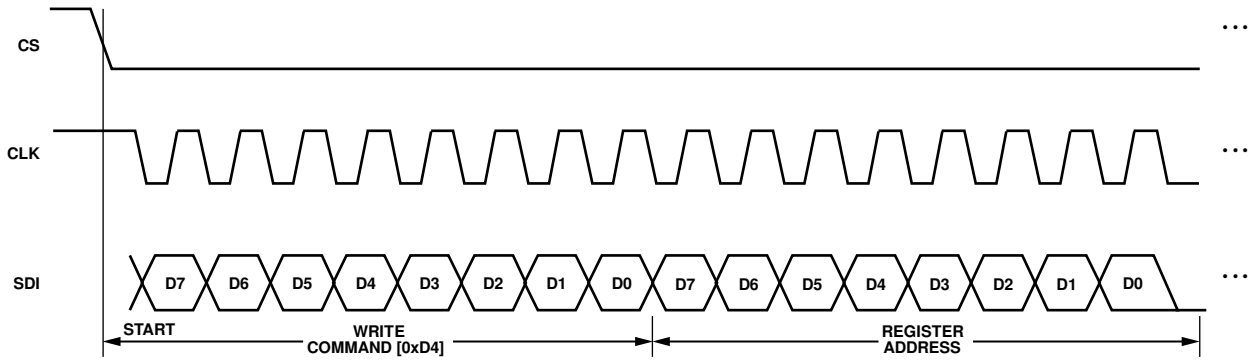 CS
...
CLK
...
SDI
D7 D6 D5 D4 D3 D2 D1 D0 D7 D6 D5 D4 D3 D2 D1 D0
...
START
WRITE
COMMAND [0xD4]
REGISTER
ADDRESS